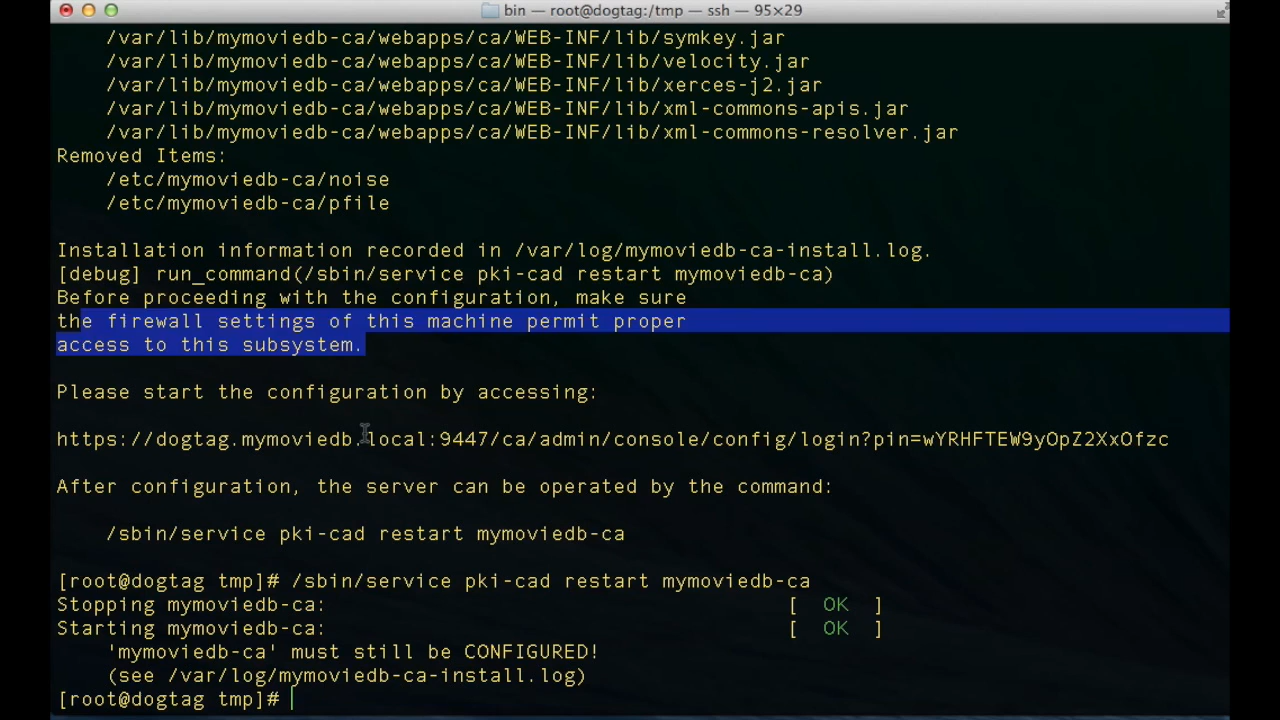 bin — root@dogtag:/tmp — ssh — 95×29
/var/lib/mymoviedb-ca/webapps/ca/WEB-INF/lib/symkey.jar
/var/lib/mymoviedb-ca/webapps/ca/WEB-INF/lib/velocity.jar
/var/lib/mymoviedb-ca/webapps/ca/WEB-INF/lib/xerces-j2.jar
/var/lib/mymoviedb-ca/webapps/ca/WEB-INF/lib/xml-commons-apis.jar
/var/lib/mymoviedb-ca/webapps/ca/WEB-INF/lib/xml-commons-resolver.jar
Removed Items:
/etc/mymoviedb-ca/noise
/etc/mymoviedb-ca/pfile
Installation information recorded in /var/log/mymoviedb-ca-install.log.
[debug] run_command(/sbin/service pki-cad restart mymoviedb-ca)
Before proceeding with the configuration, make sure
the firewall settings of this machine permit proper
access to this subsystem.
Please start the configuration by accessing:
https://dogtag.mymoviedb.local:9447/ca/admin/console/config/login?pin=wYRHFTEW9yOpZ2XxOfzc
After configuration, the server can be operated by the command:
/sbin/service pki-cad restart mymoviedb-ca
[root@dogtag tmp]# /sbin/service pki-cad restart mymoviedb-ca
Stopping mymoviedb-ca: [ OK ]
Starting mymoviedb-ca: [ OK ]
'mymoviedb-ca' must still be CONFIGURED!
(see /var/log/mymoviedb-ca-install.log)
[root@dogtag tmp]#